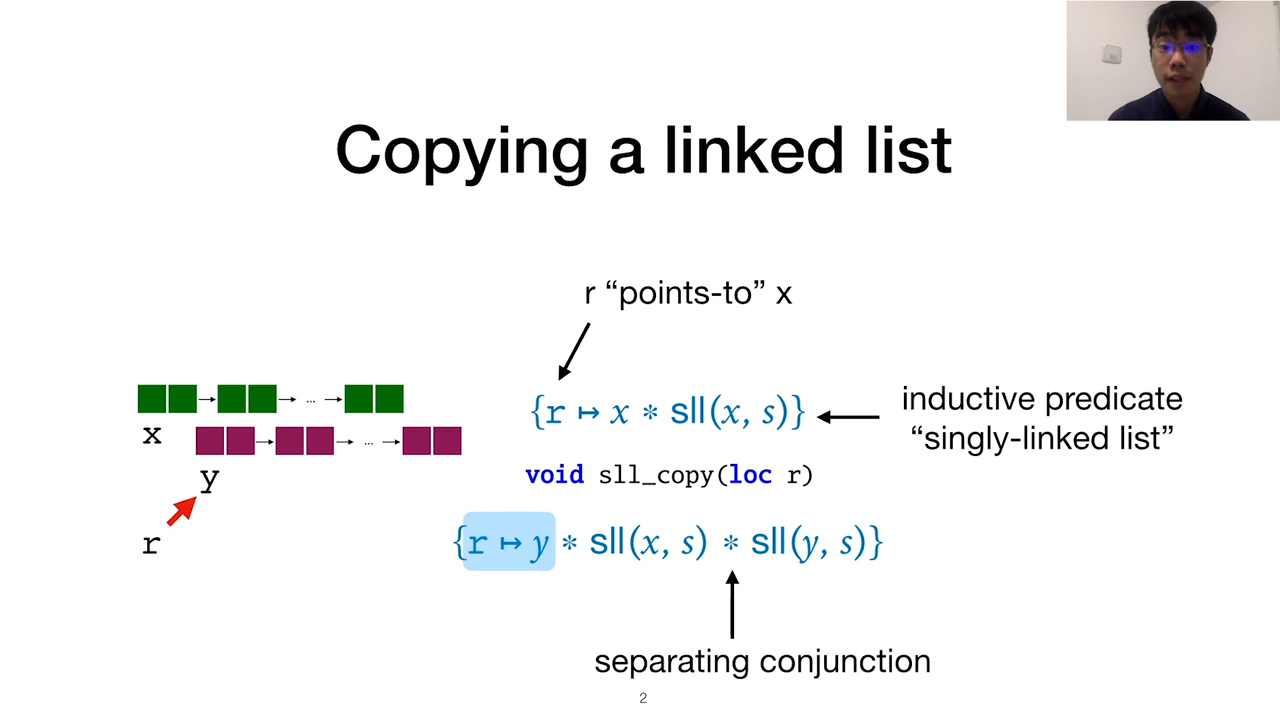 Copying a linked list
r “points-to” x
{r ↦ x ∗ sll(x, s)}
inductive predicate
“singly-linked list”
void sll_copy(loc r)
{r ↦ y ∗ sll(x, s) ∗ sll(y, s)}
separating conjunction
...
x
...
y
r
2